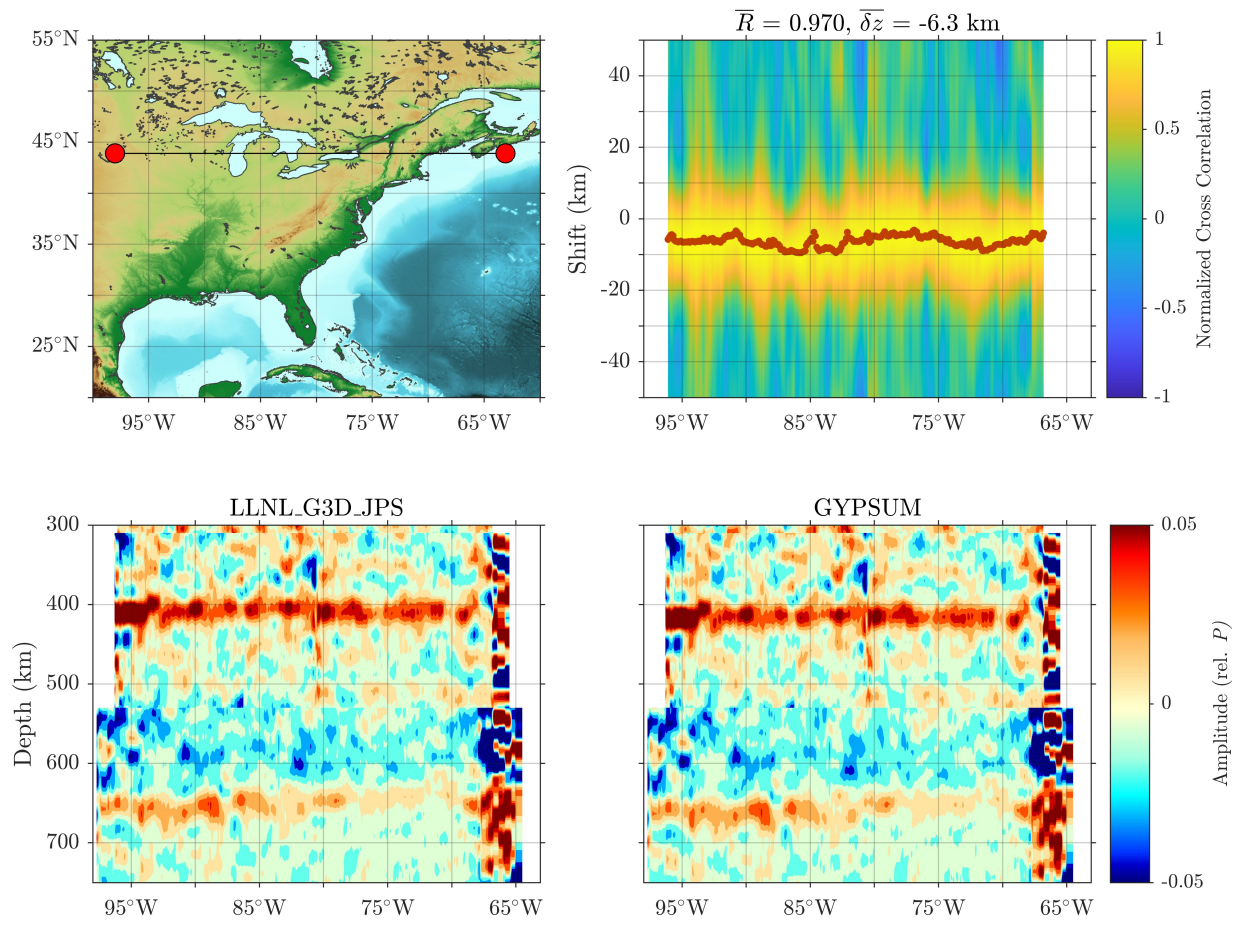 R = 0.970, δz = -6.3 km
55°N
45°N
35°N
25°N
95°W
85°W
75°W
65°W
Shift (km)
40
20
0
-20
-40
95°W
85°W
75°W
65°W
1
0.5
0
-0.5
-1
Normalized Cross Correlation
LLNL_G3D_JPS
Depth (km)
300
400
500
600
700
95°W
85°W
75°W
65°W
GYPSUM
95°W
85°W
75°W
65°W
0.05
0
-0.05
Amplitude (rel. P)